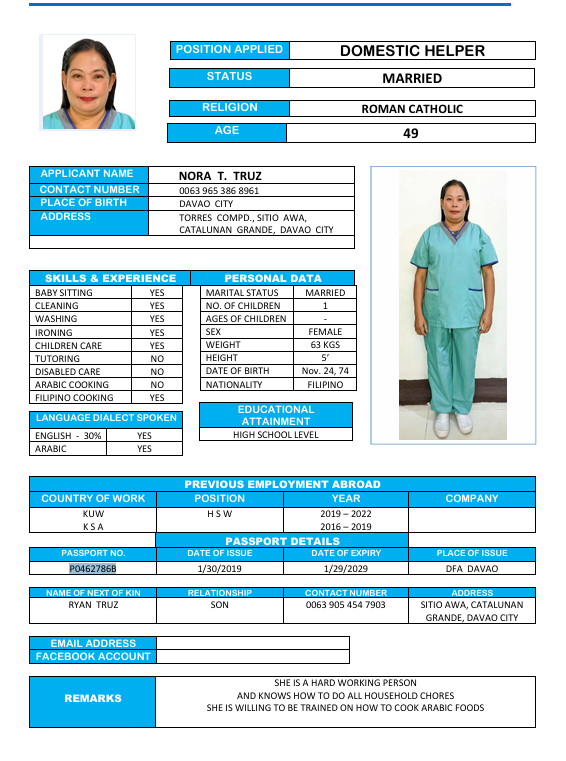 POSITION APPLIED DOMESTIC HELPER
STATUS MARRIED
RELIGION ROMAN CATHOLIC
AGE 49
APPLICANT NAME NORA T. TRUZ
CONTACT NUMBER 0063 965 386 8961
PLACE OF BIRTH DAVAO CITY
ADDRESS TORRES COMPD., SITIO AWA,
CATALUNAN GRANDE, DAVAO CITY
SKILLS & EXPERIENCE
BABY SITTING YES
CLEANING YES
WASHING YES
IRONING YES
CHILDREN CARE YES
TUTORING NO
DISABLED CARE NO
ARABIC COOKING NO
FILIPINO COOKING YES
LANGUAGE DIALECT SPOKEN
ENGLISH - 30% YES
ARABIC YES
PERSONAL DATA
MARITAL STATUS MARRIED
NO. OF CHILDREN 1
AGES OF CHILDREN -
SEX FEMALE
WEIGHT 63 KGS
HEIGHT 5'
DATE OF BIRTH Nov. 24, 74
NATIONALITY FILIPINO
EDUCATIONAL
ATTAINMENT
HIGH SCHOOL LEVEL
PREVIOUS EMPLOYMENT ABROAD
COUNTRY OF WORK POSITION YEAR COMPANY
KUW H S W 2019 – 2022
K S A 2016 – 2019
PASSPORT DETAILS
PASSPORT NO. DATE OF ISSUE DATE OF EXPIRY PLACE OF ISSUE
P0462786B 1/30/2019 1/29/2029 DFA DAVAO
NAME OF NEXT OF KIN RELATIONSHIP CONTACT NUMBER ADDRESS
RYAN TRUZ SON 0063 905 454 7903 SITIO AWA, CATALUNAN
GRANDE, DAVAO CITY
EMAIL ADDRESS
FACEBOOK ACCOUNT
REMARKS
SHE IS A HARD WORKING PERSON
AND KNOWS HOW TO DO ALL HOUSEHOLD CHORES
SHE IS WILLING TO BE TRAINED ON HOW TO COOK ARABIC FOODS